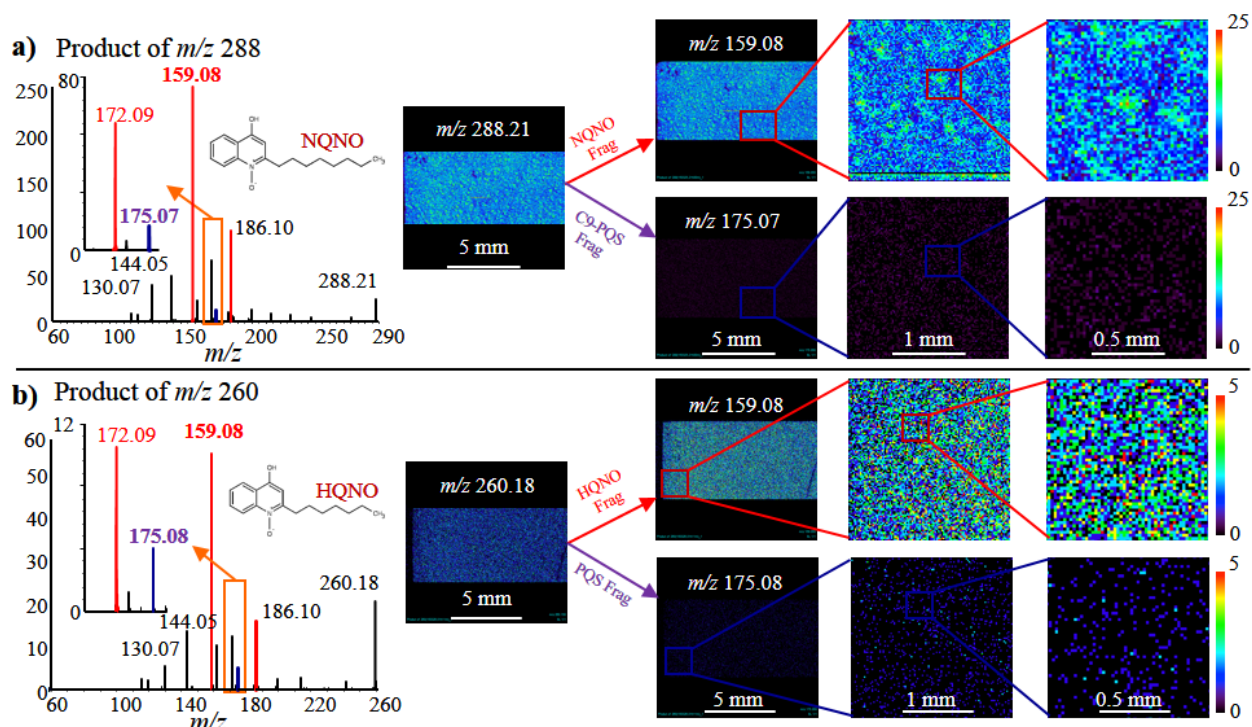 a) Product of m/z 288
80
0
172.09
175.07
159.08
OH
N
O⁻
CH₃
NQNO
250
200
150
100
50
0
130.07
144.05
186.10
288.21
60
100
150
200
250
290
m/z
m/z 288.21
5 mm
NQNO
Frag
C9-PQS
Frag
m/z 159.08
25
0
m/z 175.07
5 mm
1 mm
0.5 mm
25
0
b) Product of m/z 260
12
0
172.09
175.08
159.08
OH
N
O⁻
CH₃
HQNO
60
50
40
30
20
10
0
130.07
144.05
186.10
260.18
60
100
140
180
220
260
m/z
m/z 260.18
5 mm
HQNO
Frag
PQS Frag
m/z 159.08
5
0
m/z 175.08
5 mm
1 mm
0.5 mm
5
0